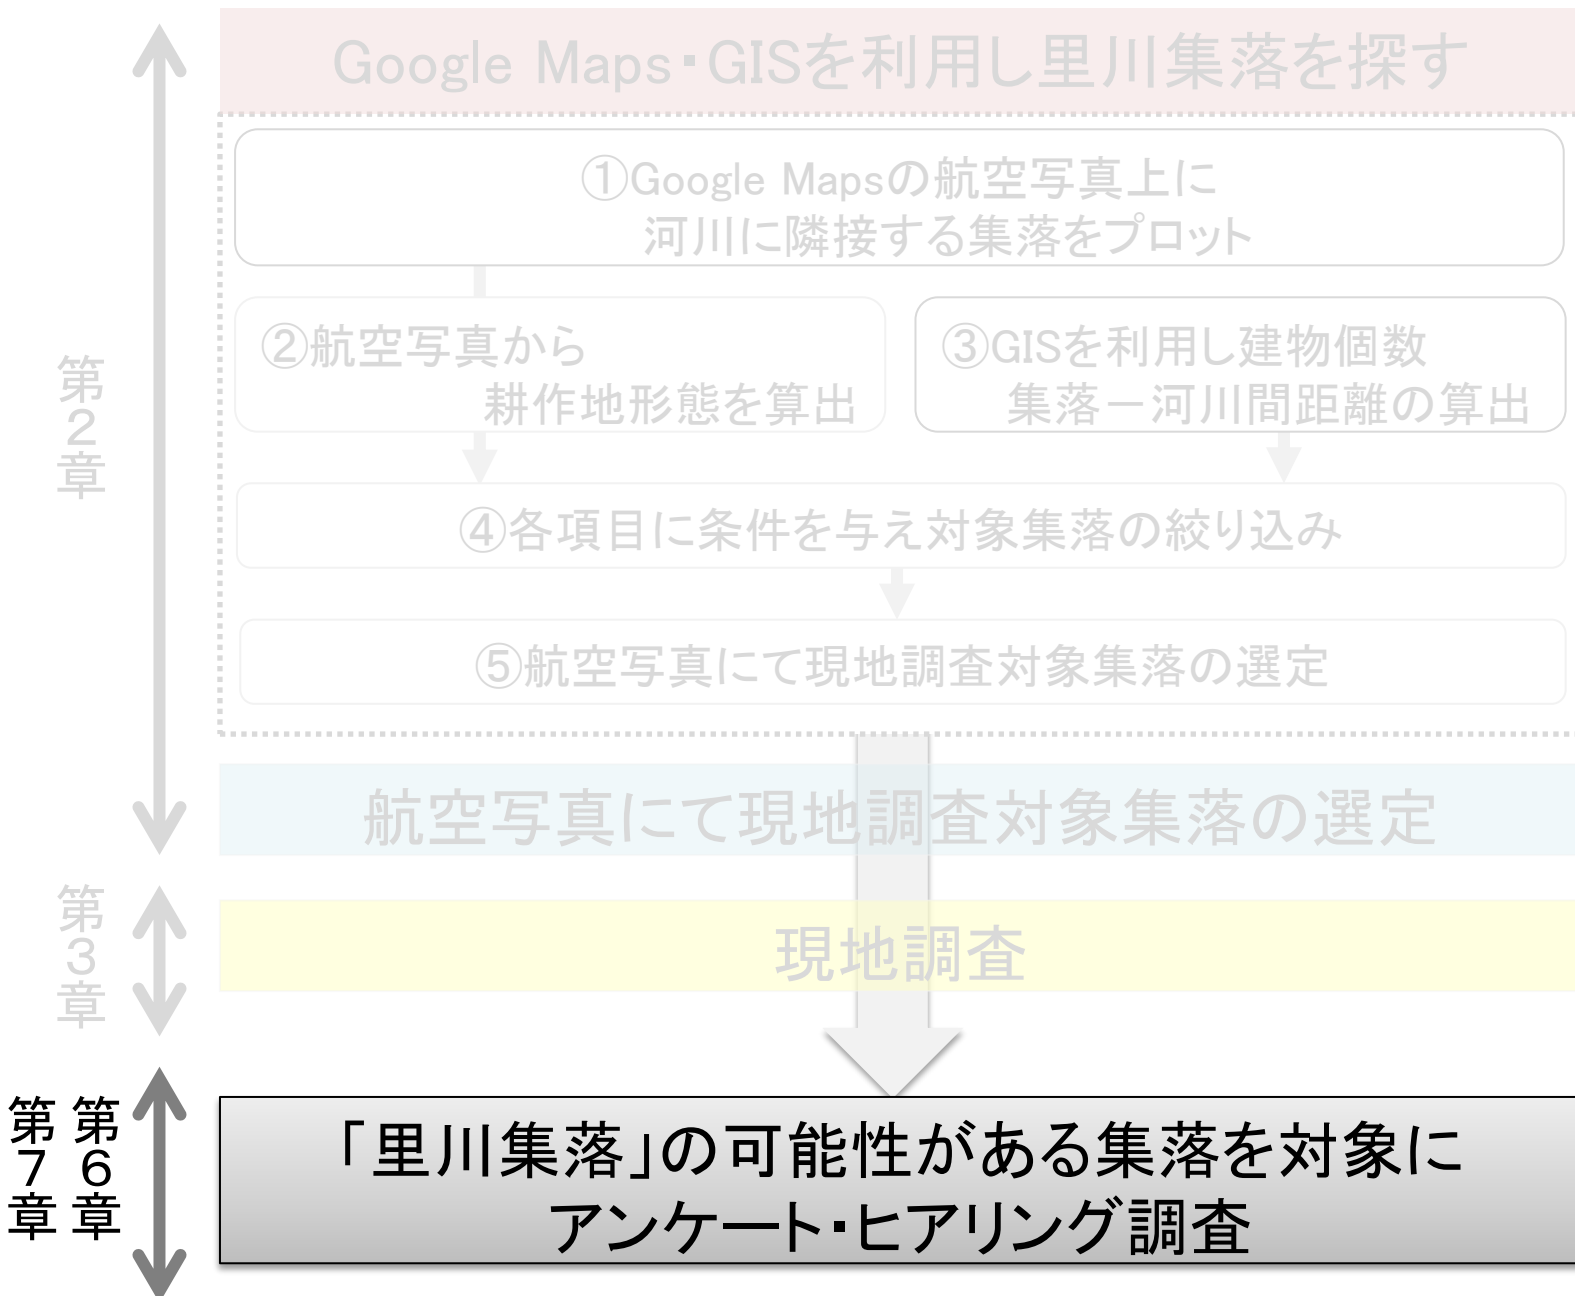 Google Maps・GISを利用し里川集落を探す
①Google Mapsの航空写真上に
河川に隣接する集落をプロット
②航空写真から
耕作地形態を算出
③GISを利用し建物個数
集落－河川間距離の算出
④各項目に条件を与え対象集落の絞り込み
⑤航空写真にて現地調査対象集落の選定
第２章
航空写真にて現地調査対象集落の選定
第３章
現地調査
第６章
第７章
「里川集落」の可能性がある集落を対象に
アンケート・ヒアリング調査